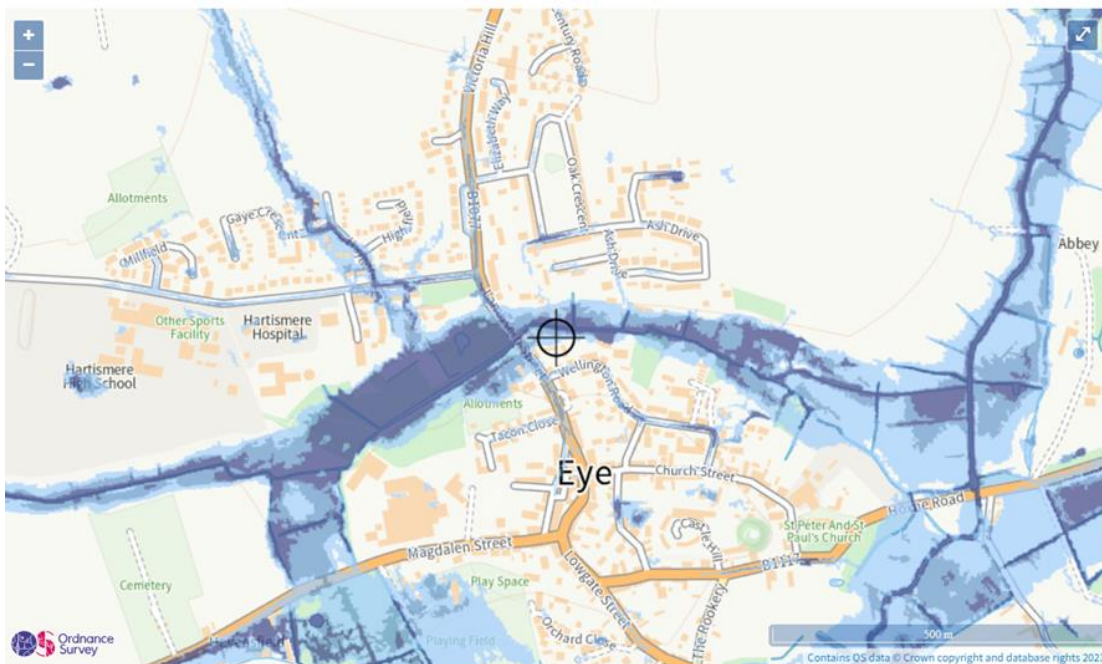 +
−
Century Road
Victoria Hill
Elizabeth Way
Oak Crescent
B1077
Allotments
Gaye Crescent
Highfield
Millfield
Ash Drive
Ash Drive
Abbey
Other Sports
Facility
Hartismere
Hospital
Hartismere
High School
Wellington Road
Allotments
Tacon Close
Eye
Church Street
Hoxne Road
Castle Hill
St Peter And St
Paul's Church
Magdalen Street
B1117
Cemetery
Play Space
Lowgate Street
The Rookery
Orchard Close
Playing Field
Ordnance
Survey
500 m
Contains OS data © Crown copyright and database rights